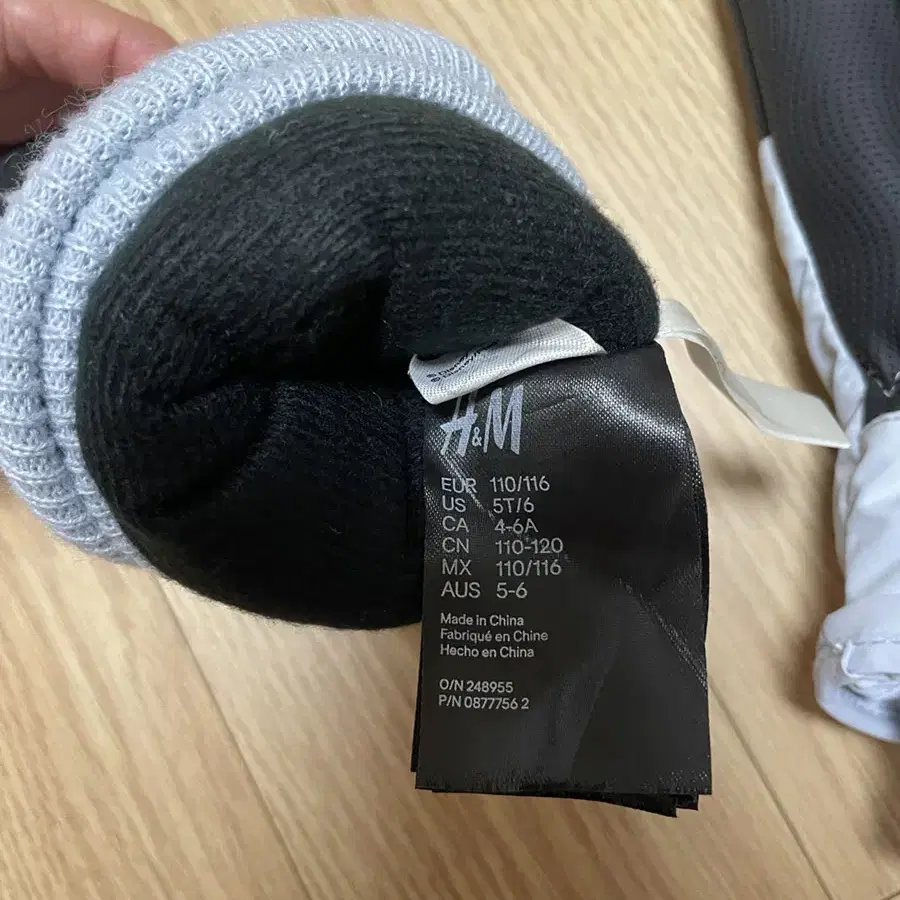 H&M
EUR 110/116
US 5T/6
CA 4-6A
CN 110-120
MX 110/116
AUS 5-6
Made in China
Fabriqué en Chine
Hecho en China
O/N 248955
P/N 0877756 2